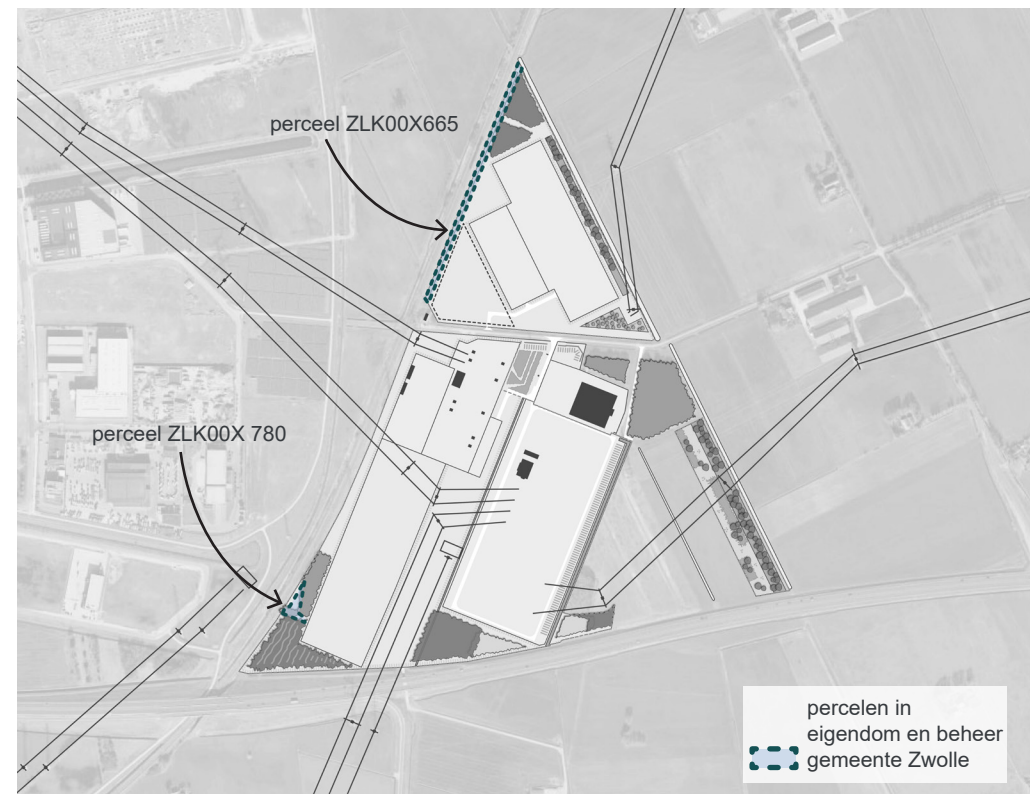 perceel ZLK00X665
perceel ZLK00X 780
percelen in
eigendom en beheer
gemeente Zwolle